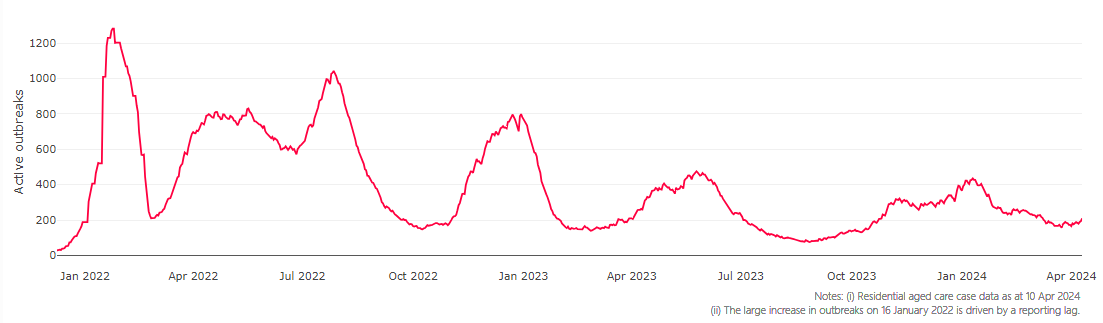 Active outbreaks
1200
1000
800
600
400
200
0
Jan 2022 Apr 2022 Jul 2022 Oct 2022 Jan 2023 Apr 2023 Jul 2023 Oct 2023 Jan 2024 Apr 2024
Notes: (i) Residential aged care case data as at 10 Apr 2024
(ii) The large increase in outbreaks on 16 January 2022 is driven by a reporting lag.